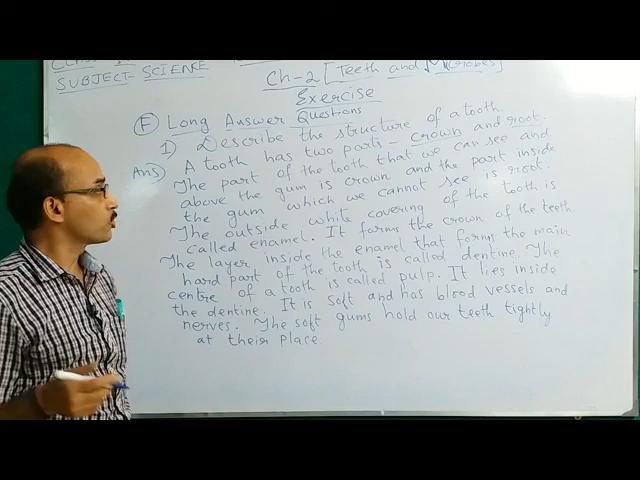 SUBJECT- SCIENCE
Ch-2 [Teeth and Microbes]
Exercise
(F) Long Answer Questions
1) Describe the structure of a tooth.
Ans) A tooth has two parts - crown and root.
The part of the tooth that we can see and
above the gum is crown and the part inside
the gum which we cannot see is root.
The outside white covering of the tooth is
called enamel. It forms the crown of the teeth
The layer inside the enamel that forms the main
hard part of the tooth is called dentine. The
centre of a tooth is called pulp. It lies inside
the dentine. It is soft and has blood vessels and
nerves. The soft gums hold our teeth tightly
at their place.